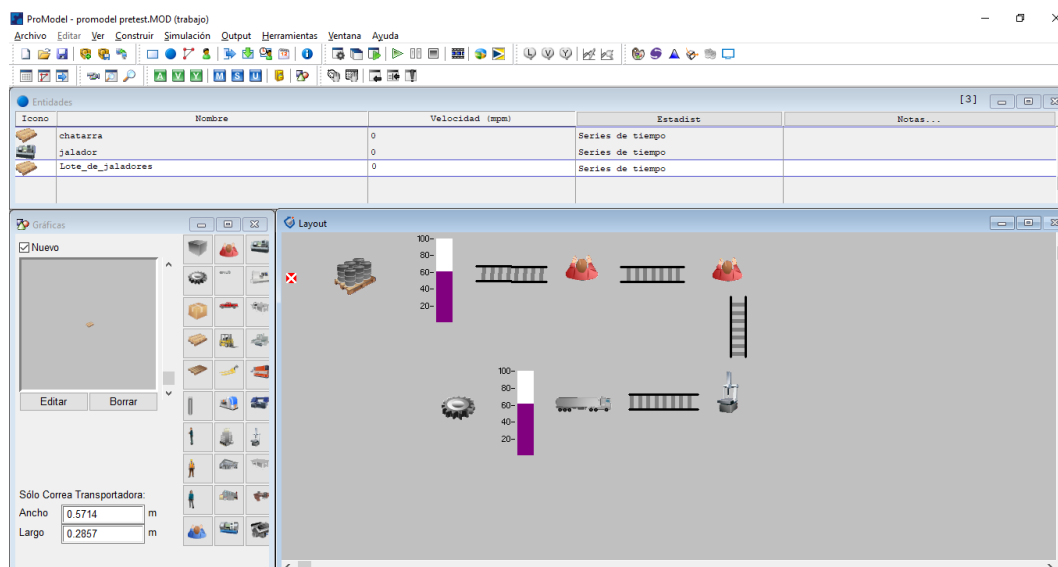 ProModel - promodel pretest.MOD (trabajo)
Archivo Editar Ver Construir Simulación Output Herramientas Ventana Ayuda
Entidades [3]
Icono Nombre Velocidad (mpm) Estadist Notas...
chatarra 0 Series de tiempo
jalador 0 Series de tiempo
Lote_de_jaladores 0 Series de tiempo
Gráficas
Nuevo
Editar Borrar
Sólo Correa Transportadora:
Ancho 0.5714 m
Largo 0.2857 m
Layout
100-
80-
60-
40-
20-
100-
80-
60-
40-
20-